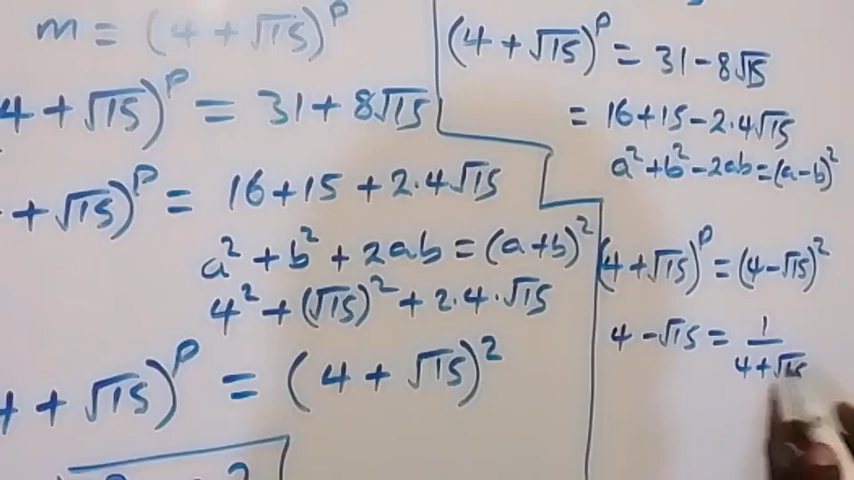 m = (4 + √15)^p
4 + √15)^p = 31 + 8√15
+ √15)^p = 16 + 15 + 2·4√15
a² + b² + 2ab = (a+b)²
4² + (√15)² + 2·4·√15
+ √15)^p = (4 + √15)²
(4 + √15)^p = 31 - 8√15
= 16 + 15 - 2·4√15
a² + b² - 2ab = (a-b)²
(4 + √15)^p = (4 - √15)²
4 - √15 = 1/(4 + √15)